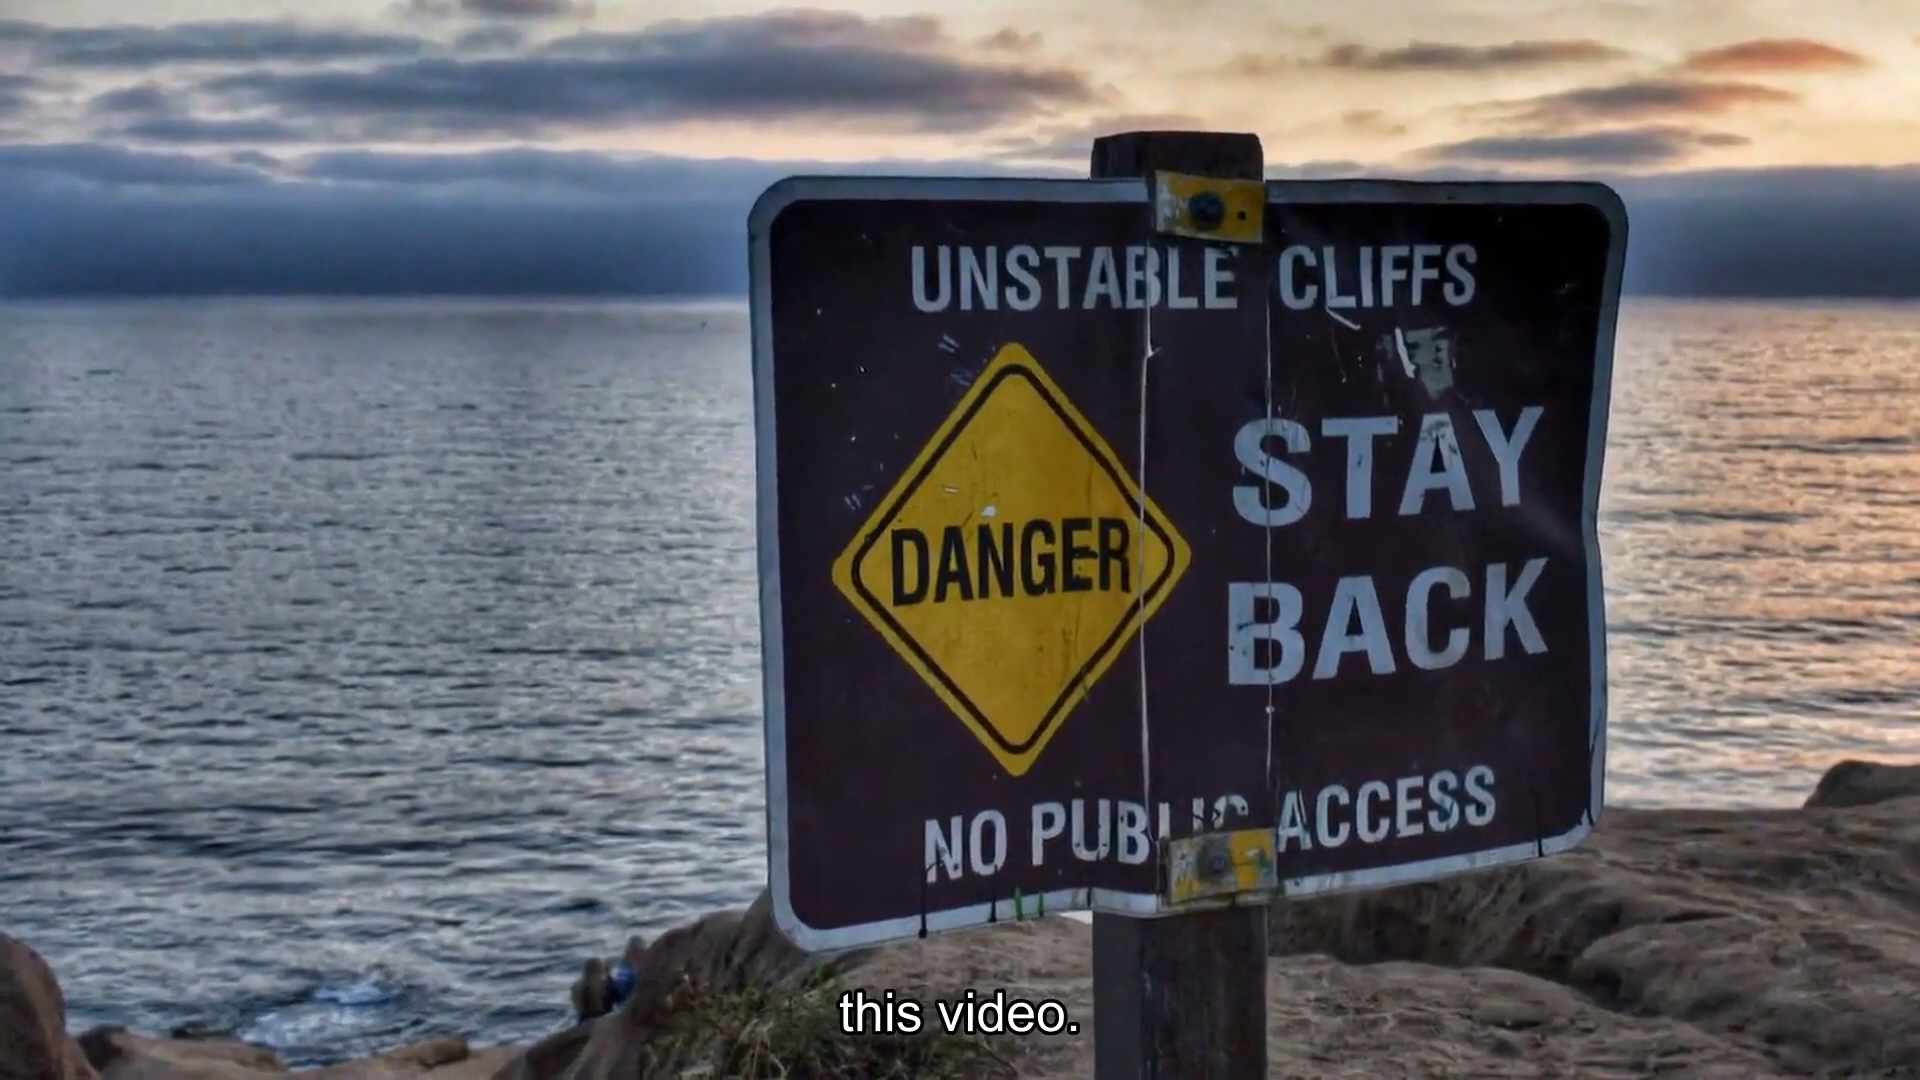 UNSTABLE CLIFFS
DANGER
STAY
BACK
NO PUBLIC ACCESS
this video.